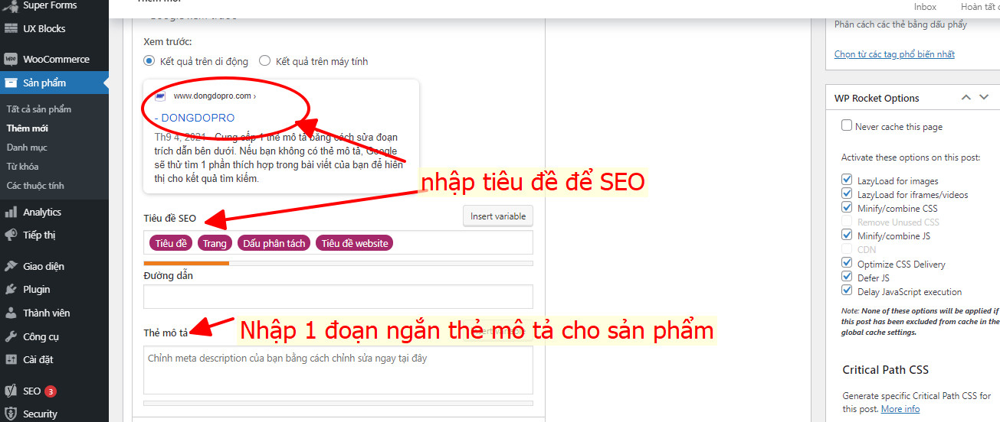 Super Forms
UX Blocks
WooCommerce
Sản phẩm
Tất cả sản phẩm
Thêm mới
Danh mục
Từ khóa
Các thuộc tính
Analytics
Tiếp thị
Giao diện
Plugin
Thành viên
Công cụ
Cài đặt
SEO 3
Security
Thêm mới
Inbox
Hoàn tất
Google xem trước
Xem trước:
Kết quả trên di động
Kết quả trên máy tính
www.dongdopro.com ›
- DONGDOPRO
Th9 4, 2021 - Cung cấp 1 thẻ mô tả bằng cách sửa đoạn
trích dẫn bên dưới. Nếu bạn không có thẻ mô tả, Google
sẽ thử tìm 1 phần thích hợp trong bài viết của bạn để hiển
thị cho kết quả tìm kiếm.
nhập tiêu đề để SEO
Tiêu đề SEO
Insert variable
Tiêu đề
Trang
Dấu phân tách
Tiêu đề website
Đường dẫn
Thẻ mô tả
Nhập 1 đoạn ngắn thẻ mô tả cho sản phẩm
Chỉnh meta description của bạn bằng cách chỉnh sửa ngay tại đây
Phân cách các thẻ bằng dấu phẩy
Chọn từ các tag phổ biến nhất
WP Rocket Options
Never cache this page
Activate these options on this post:
LazyLoad for images
LazyLoad for iframes/videos
Minify/combine CSS
Remove Unused CSS
Minify/combine JS
CDN
Optimize CSS Delivery
Defer JS
Delay JavaScript execution
Note: None of these options will be applied if
this post has been excluded from cache in the
global cache settings.
Critical Path CSS
Generate specific Critical Path CSS for
this post. More info